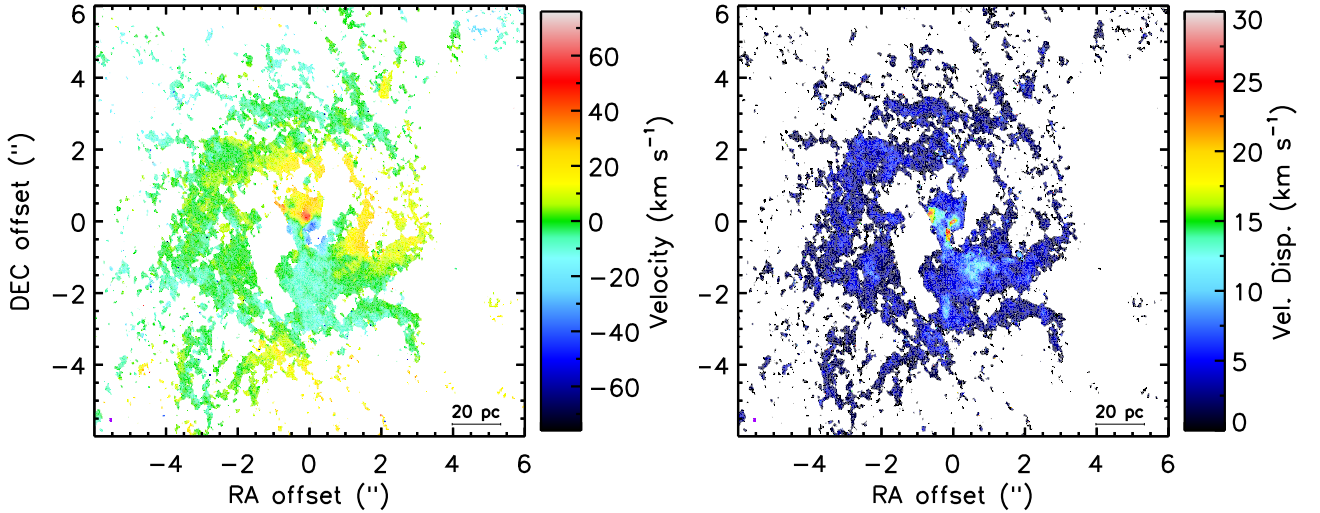 6
4
2
0
−2
−4
DEC offset (")
−4 −2 0 2 4 6
RA offset (")
20 pc
60
40
20
0
−20
−40
−60
Velocity (km s⁻¹)
6
4
2
0
−2
−4
−4 −2 0 2 4 6
RA offset (")
20 pc
30
25
20
15
10
5
0
Vel. Disp. (km s⁻¹)